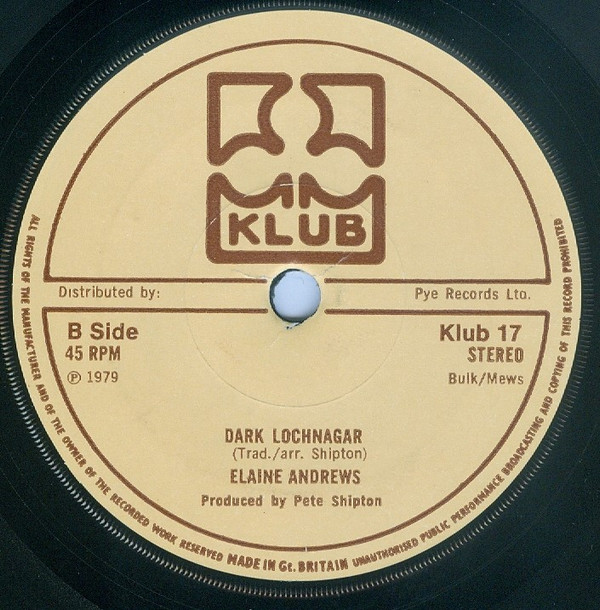 KLUB
Distributed by: Pye Records Lto.
B Side Klub 17
45 RPM STEREO
Ⓟ 1979 Bulk/Mews
DARK LOCHNAGAR
(Trad./arr. Shipton)
ELAINE ANDREWS
Produced by Pete Shipton
ALL RIGHTS OF THE MANUFACTURER AND OF THE OWNER OF THE RECORDED WORK RESERVED MADE IN Gt. BRITAIN UNAUTHORISED PUBLIC PERFORMANCE BROADCASTING AND COPYING OF THIS RECORD PROHIBITED